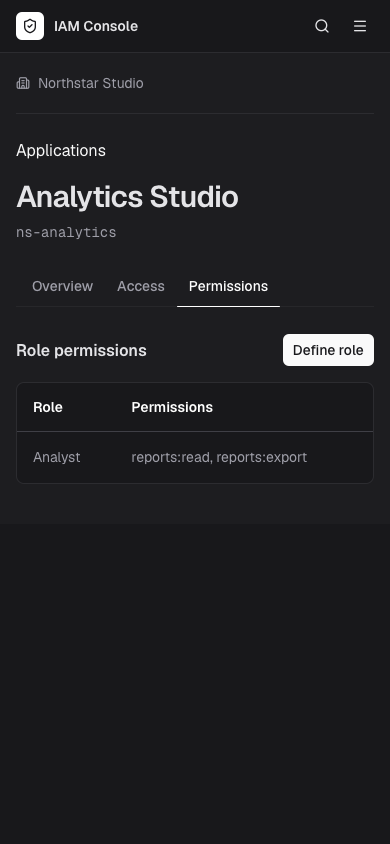 IAM Console
Northstar Studio
Applications
Analytics Studio
ns-analytics
Overview Access Permissions
Role permissions Define role
Role Permissions
Analyst reports:read, reports:export